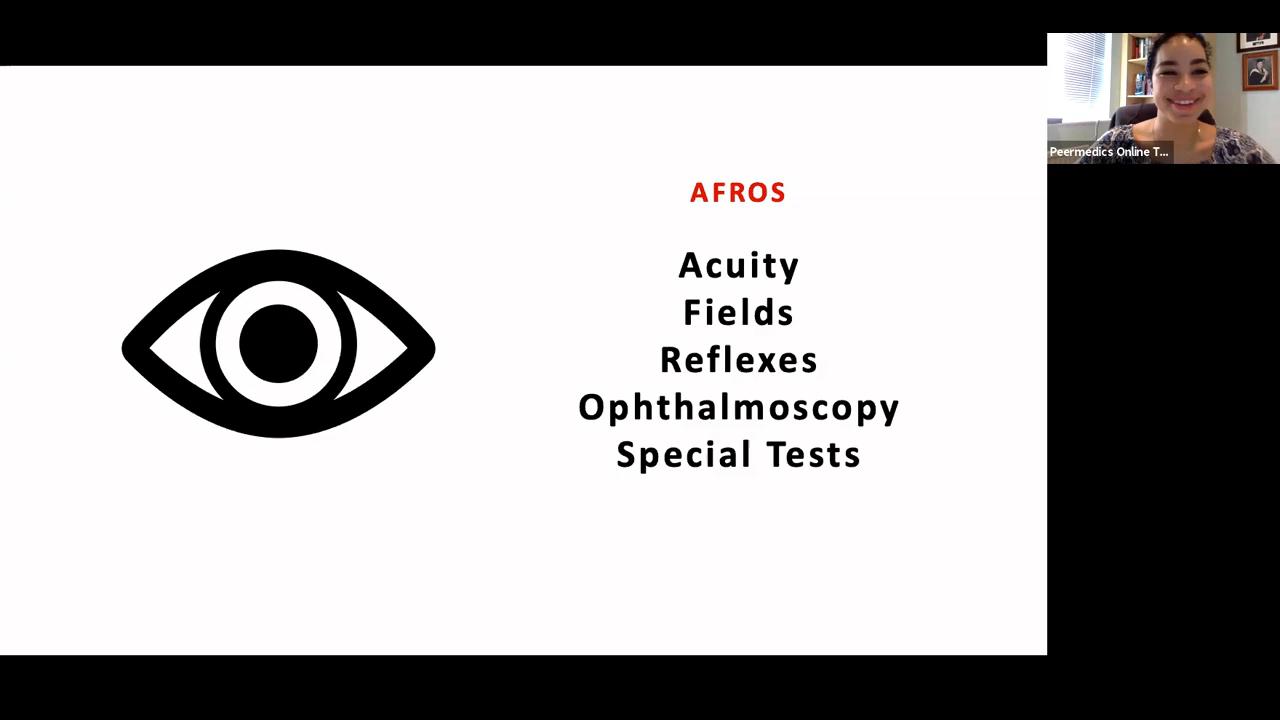 AFROS
Acuity
Fields
Reflexes
Ophthalmoscopy
Special Tests
Peermedics Online T...